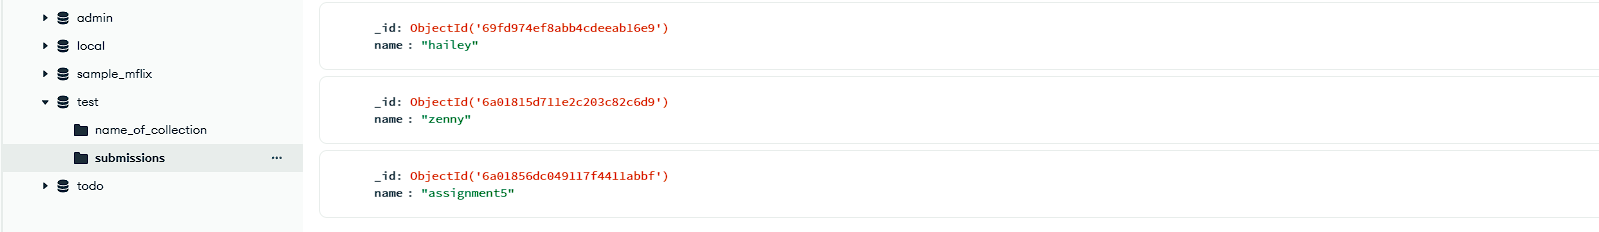 admin
local
sample_mflix
test
name_of_collection
submissions
todo
_id: ObjectId('69fd974ef8abb4cdeeab16e9')
name : "hailey"
_id: ObjectId('6a01815d711e2c203c82c6d9')
name : "zenny"
_id: ObjectId('6a01856dc049117f4411abbf')
name : "assignment5"